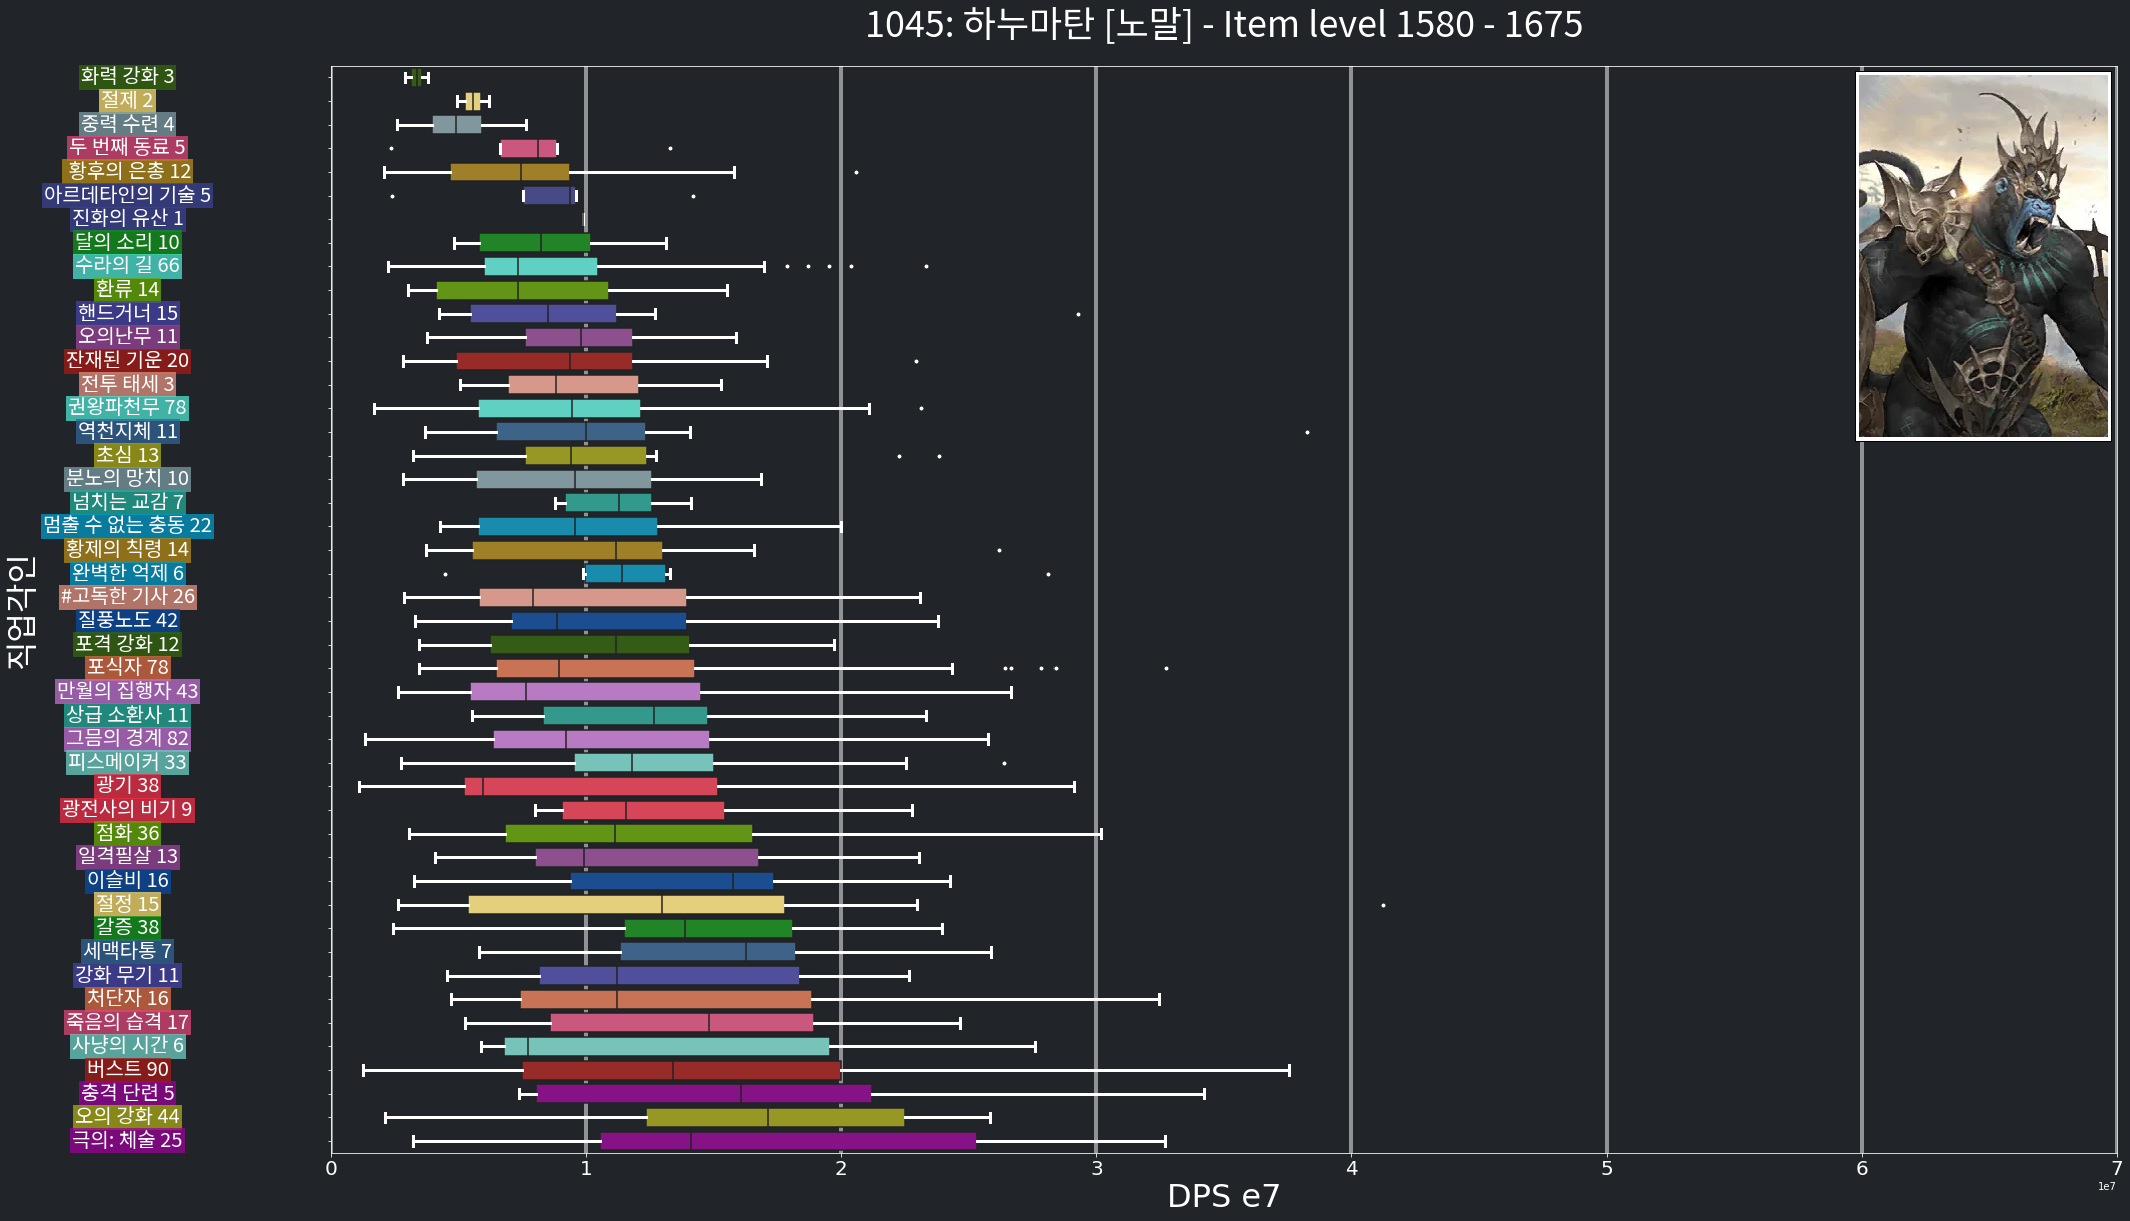 1045: 하누마탄 [노말] - Item level 1580 - 1675
화력 강화 3
절제 2
중력 수련 4
두 번째 동료 5
황후의 은총 12
아르데타인의 기술 5
진화의 유산 1
달의 소리 10
수라의 길 66
환류 14
핸드거너 15
오의난무 11
잔재된 기운 20
전투 태세 3
권왕파천무 78
역천지체 11
초심 13
분노의 망치 10
넘치는 교감 7
멈출 수 없는 충동 22
황제의 칙령 14
완벽한 억제 6
#고독한 기사 26
질풍노도 42
포격 강화 12
포식자 78
만월의 집행자 43
상급 소환사 11
그믐의 경계 82
피스메이커 33
광기 38
광전사의 비기 9
점화 36
일격필살 13
이슬비 16
절정 15
갈증 38
세맥타통 7
강화 무기 11
처단자 16
죽음의 습격 17
사냥의 시간 6
버스트 90
충격 단련 5
오의 강화 44
극의: 체술 25
직업각인
0 1 2 3 4 5 6 7
1e7
DPS e7